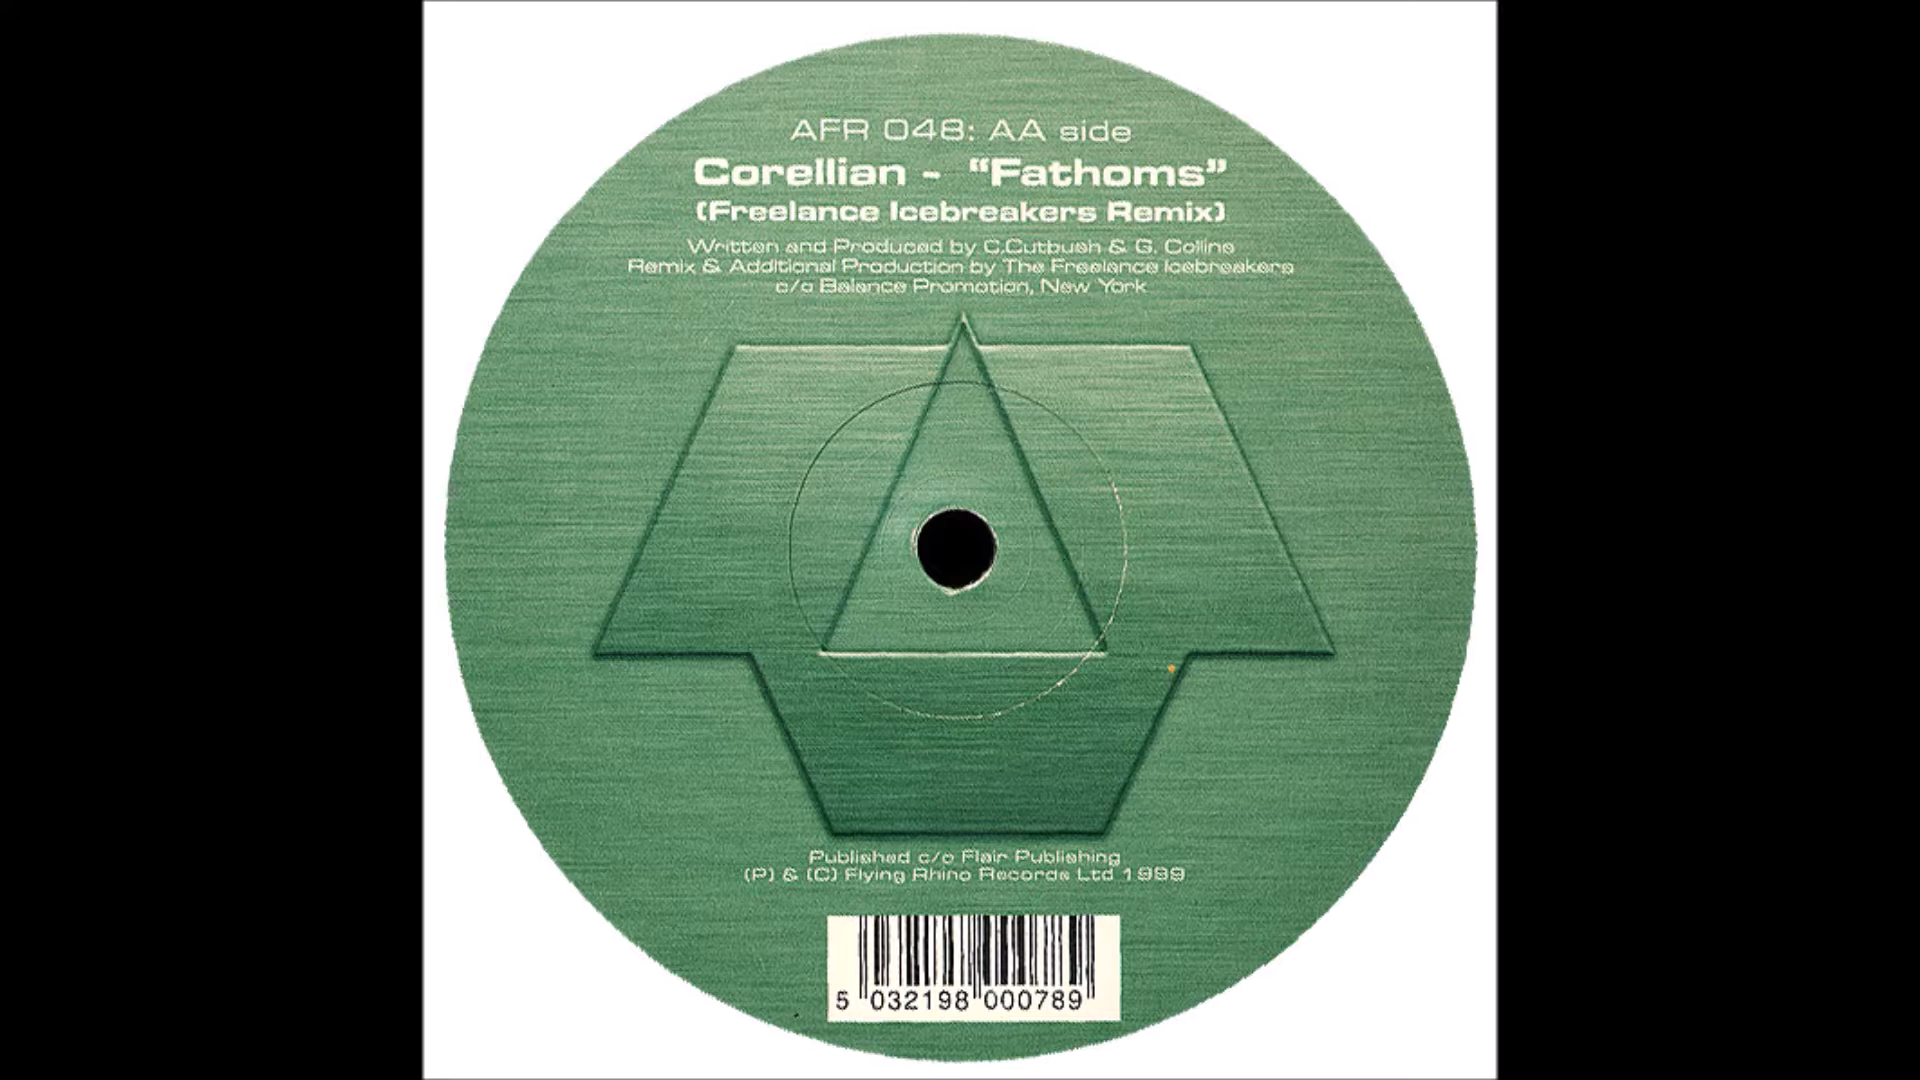 AFR 048: AA side
Corellian - “Fathoms”
(Freelance Icebreakers Remix)
Written and Produced by C.Cutbush & G. Collins
Remix & Additional Production by The Freelance Icebreakers
c/o Balance Promotion, New York
Published c/o Flair Publishing
(P) & (C) Flying Rhino Records Ltd 1999
5 032198 000789